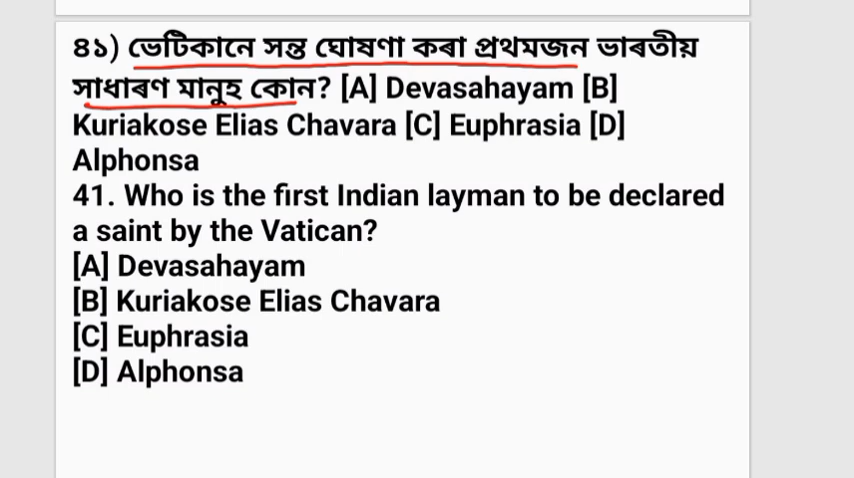 ৪১) ভেটিকানে সন্ত ঘোষণা কৰা প্ৰথমজন ভাৰতীয়
সাধাৰণ মানুহ কোন? [A] Devasahayam [B]
Kuriakose Elias Chavara [C] Euphrasia [D]
Alphonsa
41. Who is the first Indian layman to be declared
a saint by the Vatican?
[A] Devasahayam
[B] Kuriakose Elias Chavara
[C] Euphrasia
[D] Alphonsa